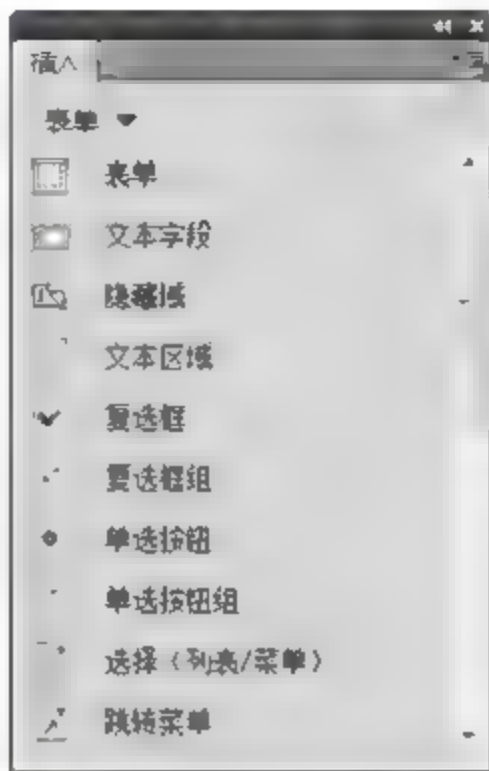 插入
表单
表单
文本字段
隐藏域
文本区域
复选框
复选框组
单选按钮
单选按钮组
选择（列表/菜单）
跳转菜单